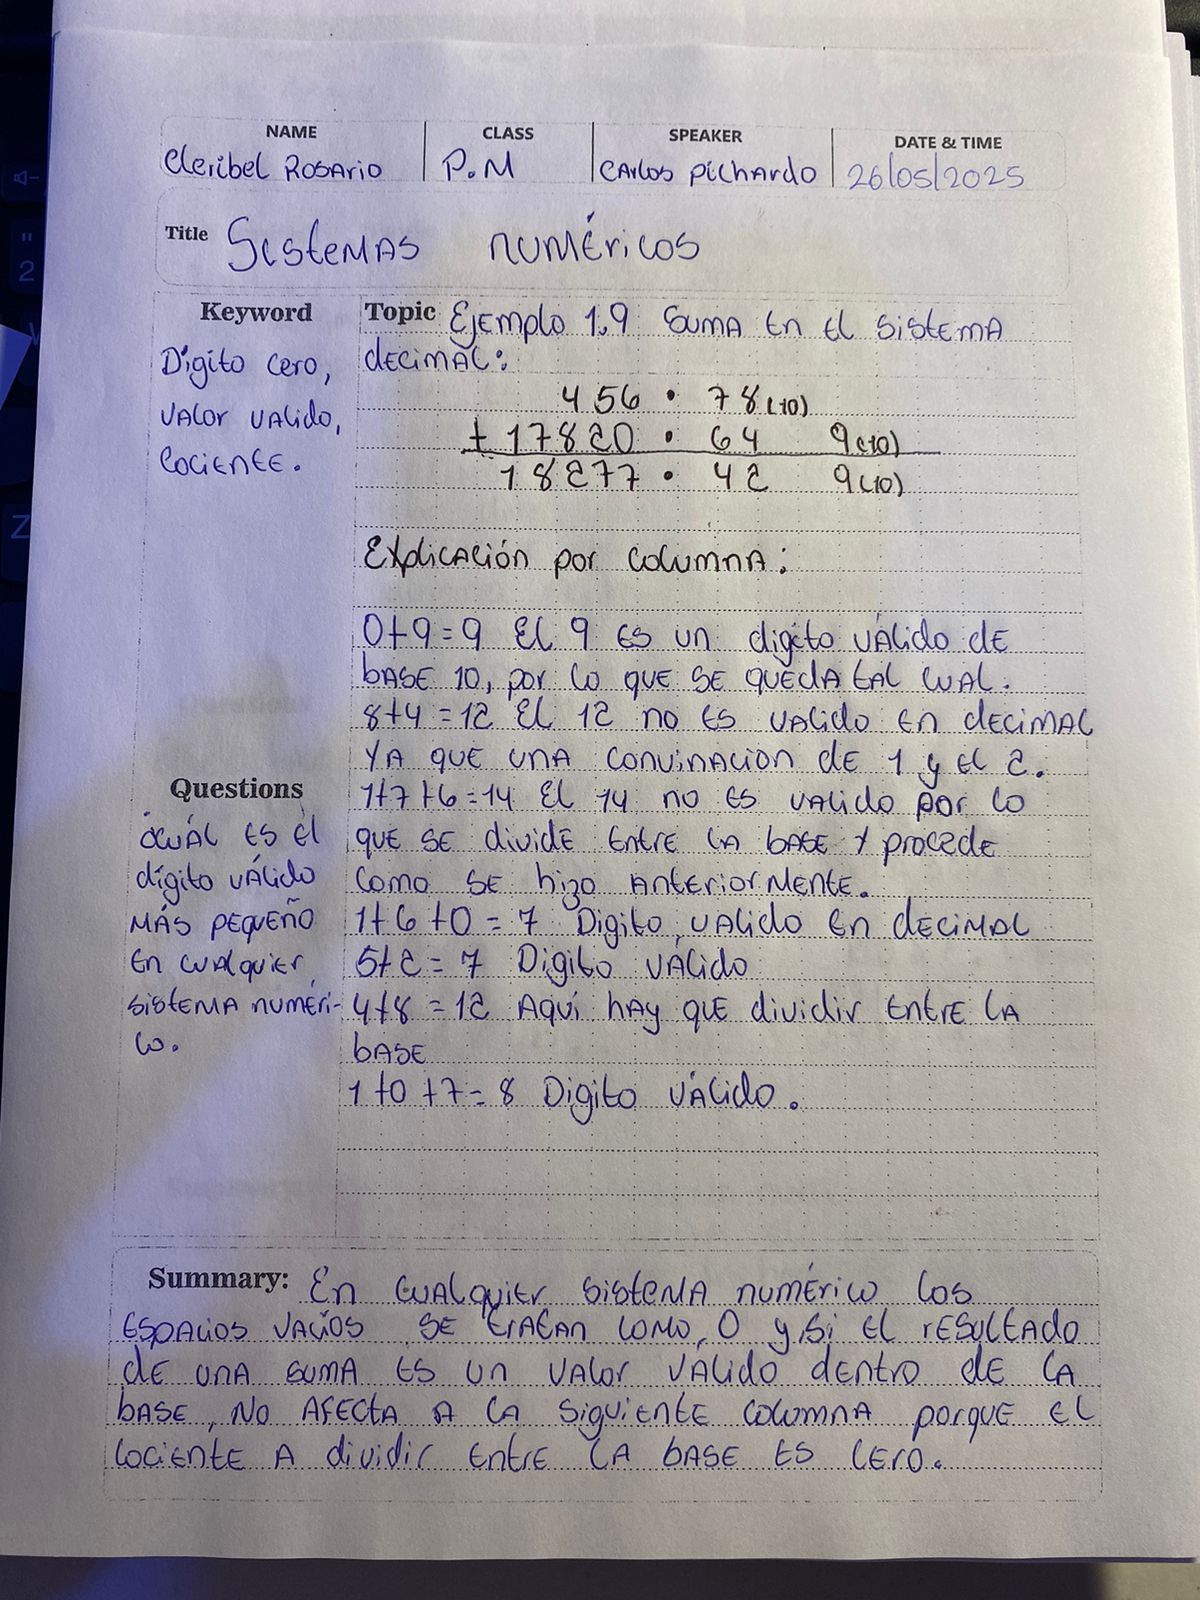 NAME CLASS SPEAKER DATE & TIME
Cleribel Rosario P.M Carlos Pichardo 26/05/2025
Title Sistemas numéricos
Keyword
Digito cero,
valor valido,
cociente.
Topic Ejemplo 1.9 Suma en el sistema
decimal:
456 . 78(10)
+ 17820 . 64 9(10)
18277 . 42 9(10)
Explicación por columna:
0+9=9 El 9 es un digito válido de
base 10, por lo que se queda tal cual.
8+4=12 El 12 no es valido en decimal
ya que una convinacion de 1 y el 2.
1+7+6=14 El 14 no es valido por lo
que se divide entre la base y procede
como se hizo anteriormente.
1+6+0=7 Digito valido en decimal
5+2=7 Digito válido
4+8=12 Aquí hay que dividir entre la
base
1+0+7=8 Digito válido.
Questions
¿cuál es el
dígito válido
más pequeño
en cualquier
sistema numéri-
co.
Summary: En cualquier sistema numérico los
espacios vacíos se tratan como 0 y si el resultado
de una suma es un valor válido dentro de la
base, no afecta a la siguiente columna porque el
cociente a dividir entre la base es cero.